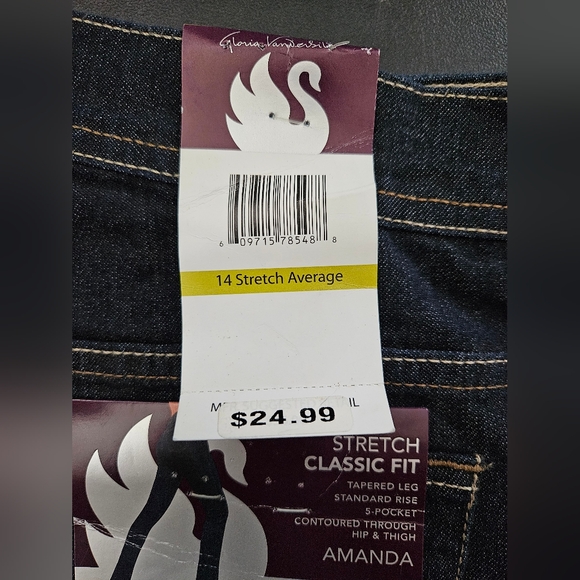 Gloria Vanderbilt
6 09715 78548 8
14 Stretch Average
$24.99
STRETCH
CLASSIC FIT
TAPERED LEG
STANDARD RISE
5-POCKET
CONTOURED THROUGH
HIP & THIGH
AMANDA